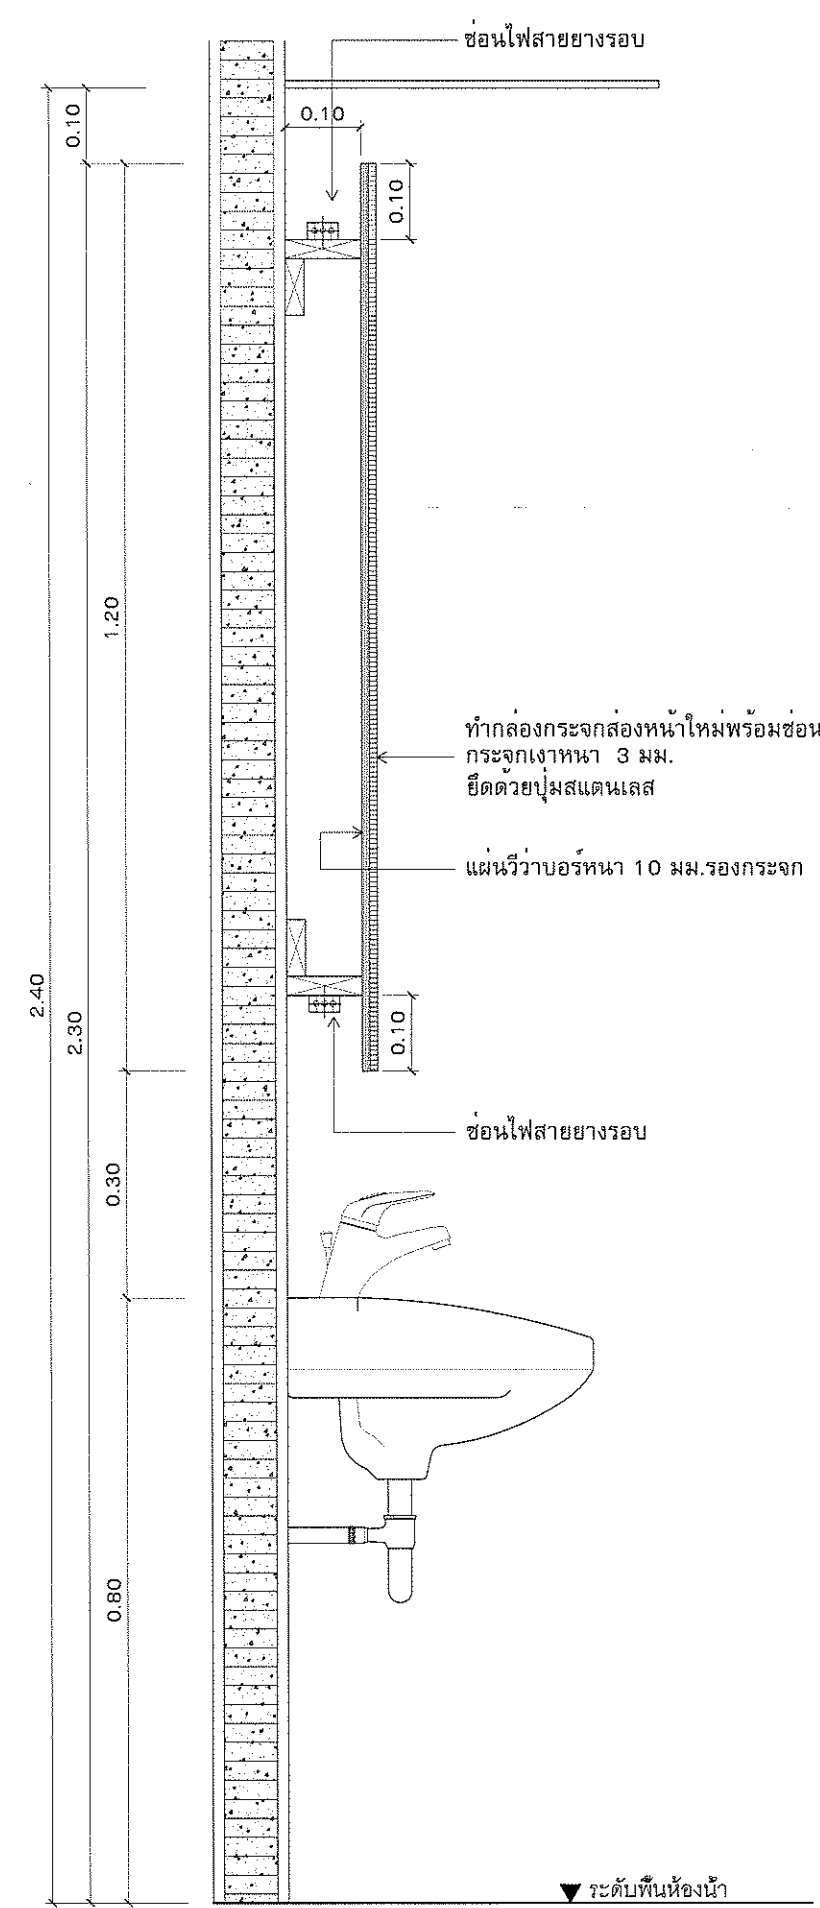 ซ่อนไฟสายยางรอบ
0.10
0.10
0.10
1.20
ทำกล่องกระจกส่องหน้าใหม่พร้อมซ่อน
กระจกเงาหนา 3 มม.
ยึดด้วยปุ่มสแตนเลส
แผ่นวีว่าบอร์หนา 10 มม.รองกระจก
2.40
2.30
0.10
ซ่อนไฟสายยางรอบ
0.30
0.80
ระดับพื้นห้องน้ำ